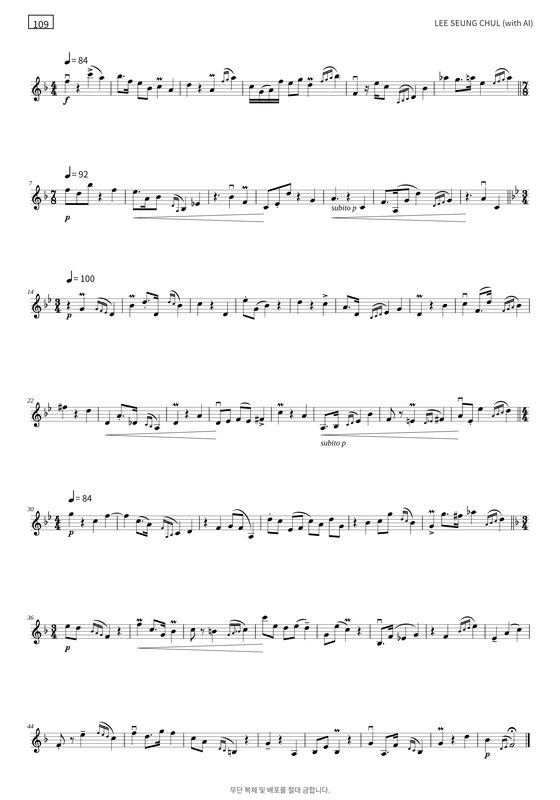 109
LEE SEUNG CHUL (with AI)
♩ = 84
f
7
♩ = 92
p
subito p
14
♩ = 100
p
22
subito p
30
♩ = 84
p
36
p
44
p
무단 복제 및 배포를 절대 금합니다.